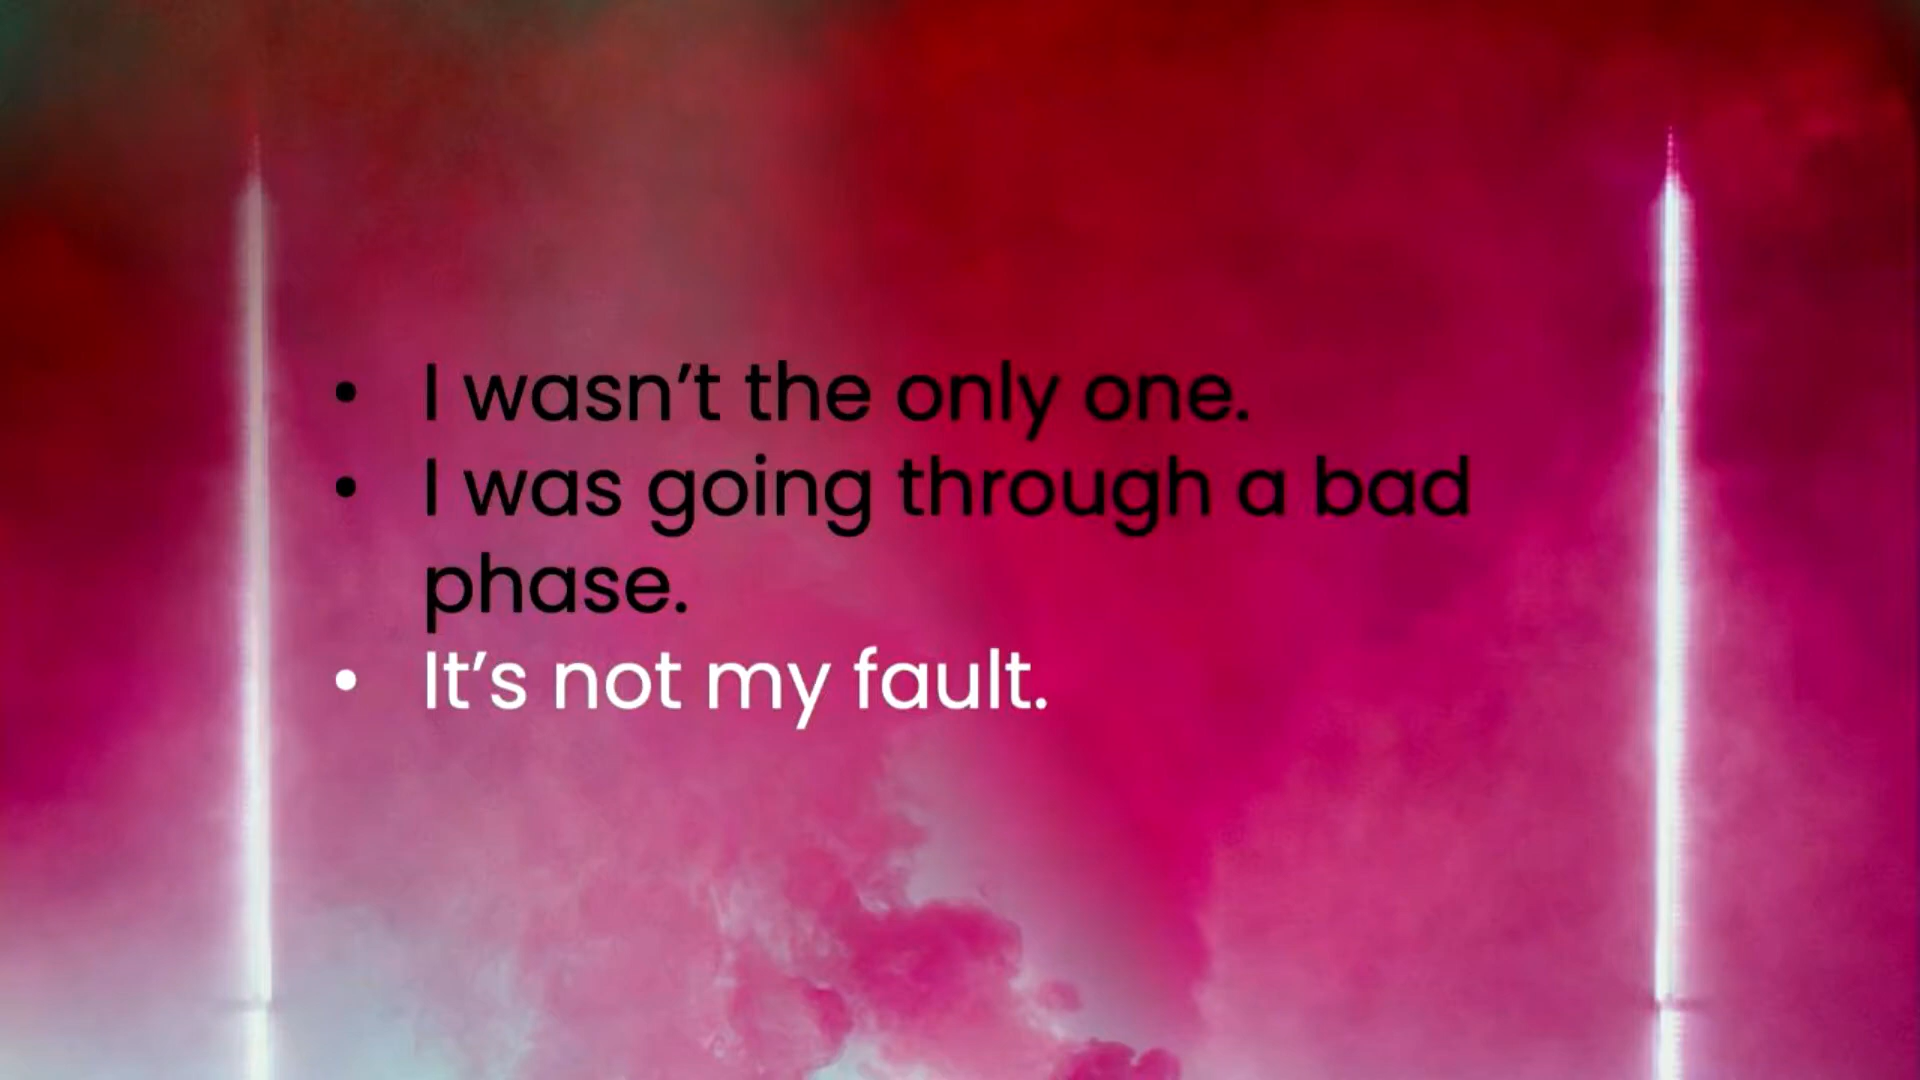 • I wasn’t the only one.
• I was going through a bad
phase.
• It’s not my fault.